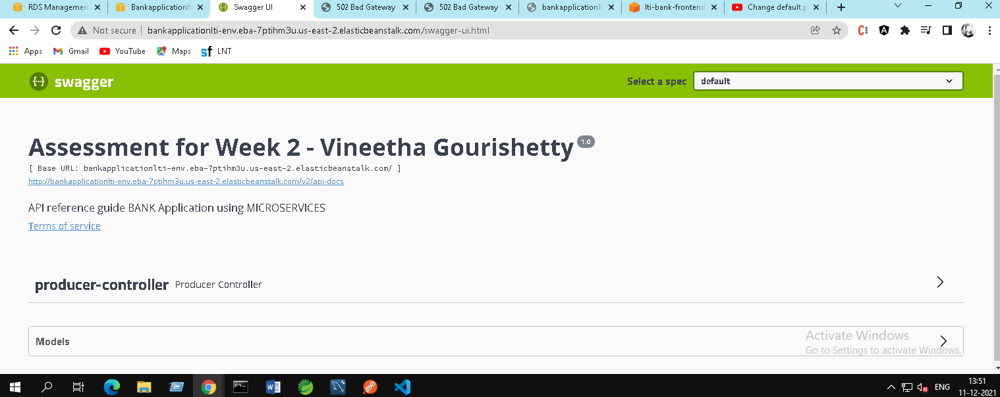 RDS Management
Bankapplicationlt
Swagger UI
502 Bad Gateway
502 Bad Gateway
bankapplicationlt
lti-bank-frontend
Change default p
Not secure
bankapplicationlti-env.eba-7ptihm3u.us-east-2.elasticbeanstalk.com/swagger-ui.html
Apps
Gmail
YouTube
Maps
LNT
swagger
Select a spec
default
Assessment for Week 2 - Vineetha Gourishetty 1.0
[ Base URL: bankapplicationlti-env.eba-7ptihm3u.us-east-2.elasticbeanstalk.com/ ]
http://bankapplicationlti-env.eba-7ptihm3u.us-east-2.elasticbeanstalk.com/v2/api-docs
API reference guide BANK Application using MICROSERVICES
Terms of service
producer-controller Producer Controller
Models
Activate Windows
Go to Settings to activate Windows.
ENG
13:51
11-12-2021